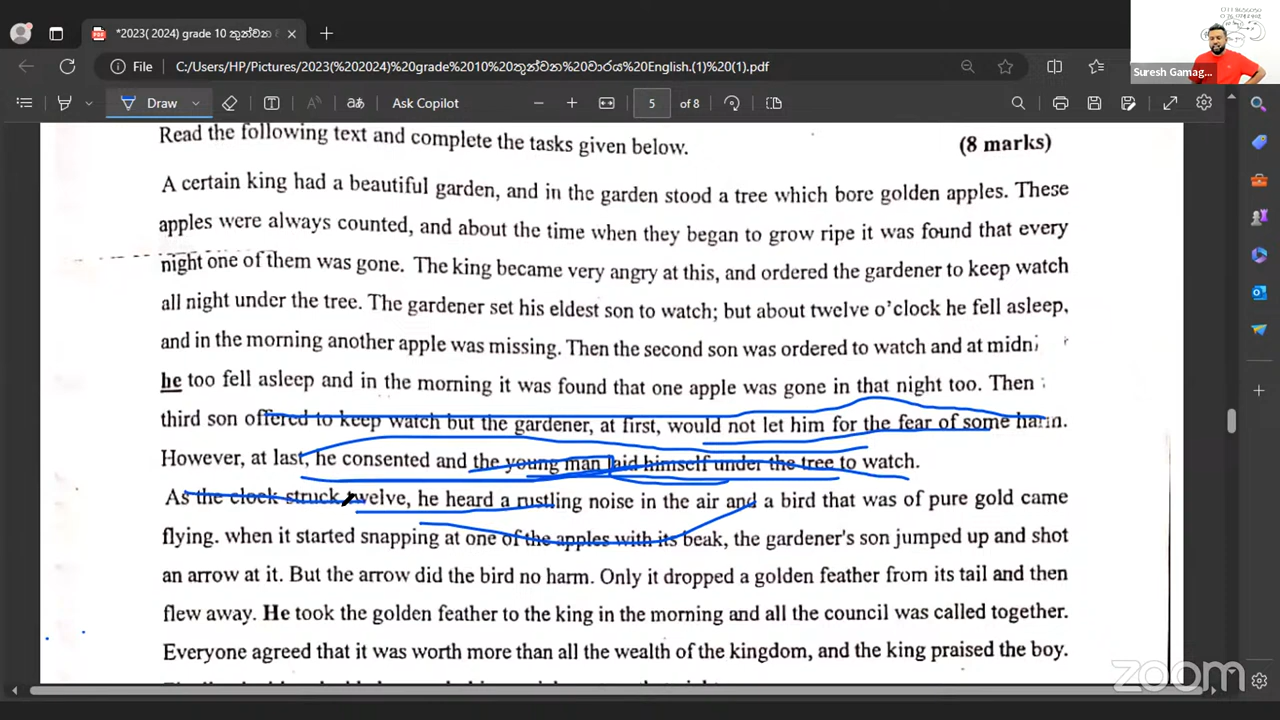 *2023( 2024) grade 10 තුන්වන
File C:/Users/HP/Pictures/2023(%202024)%20grade%2010%20තුන්වන%20වාරය%20English.(1)%20(1).pdf
Suresh Gamag...
Draw aあ Ask Copilot 5 of 8
Read the following text and complete the tasks given below. (8 marks)
A certain king had a beautiful garden, and in the garden stood a tree which bore golden apples. These
apples were always counted, and about the time when they began to grow ripe it was found that every
night one of them was gone. The king became very angry at this, and ordered the gardener to keep watch
all night under the tree. The gardener set his eldest son to watch; but about twelve o'clock he fell asleep,
and in the morning another apple was missing. Then the second son was ordered to watch and at midni
he too fell asleep and in the morning it was found that one apple was gone in that night too. Then
third son offered to keep watch but the gardener, at first, would not let him for the fear of some harm.
However, at last, he consented and the young man laid himself under the tree to watch.
As the clock struck twelve, he heard a rustling noise in the air and a bird that was of pure gold came
flying. when it started snapping at one of the apples with its beak, the gardener's son jumped up and shot
an arrow at it. But the arrow did the bird no harm. Only it dropped a golden feather from its tail and then
flew away. He took the golden feather to the king in the morning and all the council was called together.
Everyone agreed that it was worth more than all the wealth of the kingdom, and the king praised the boy.
zoom